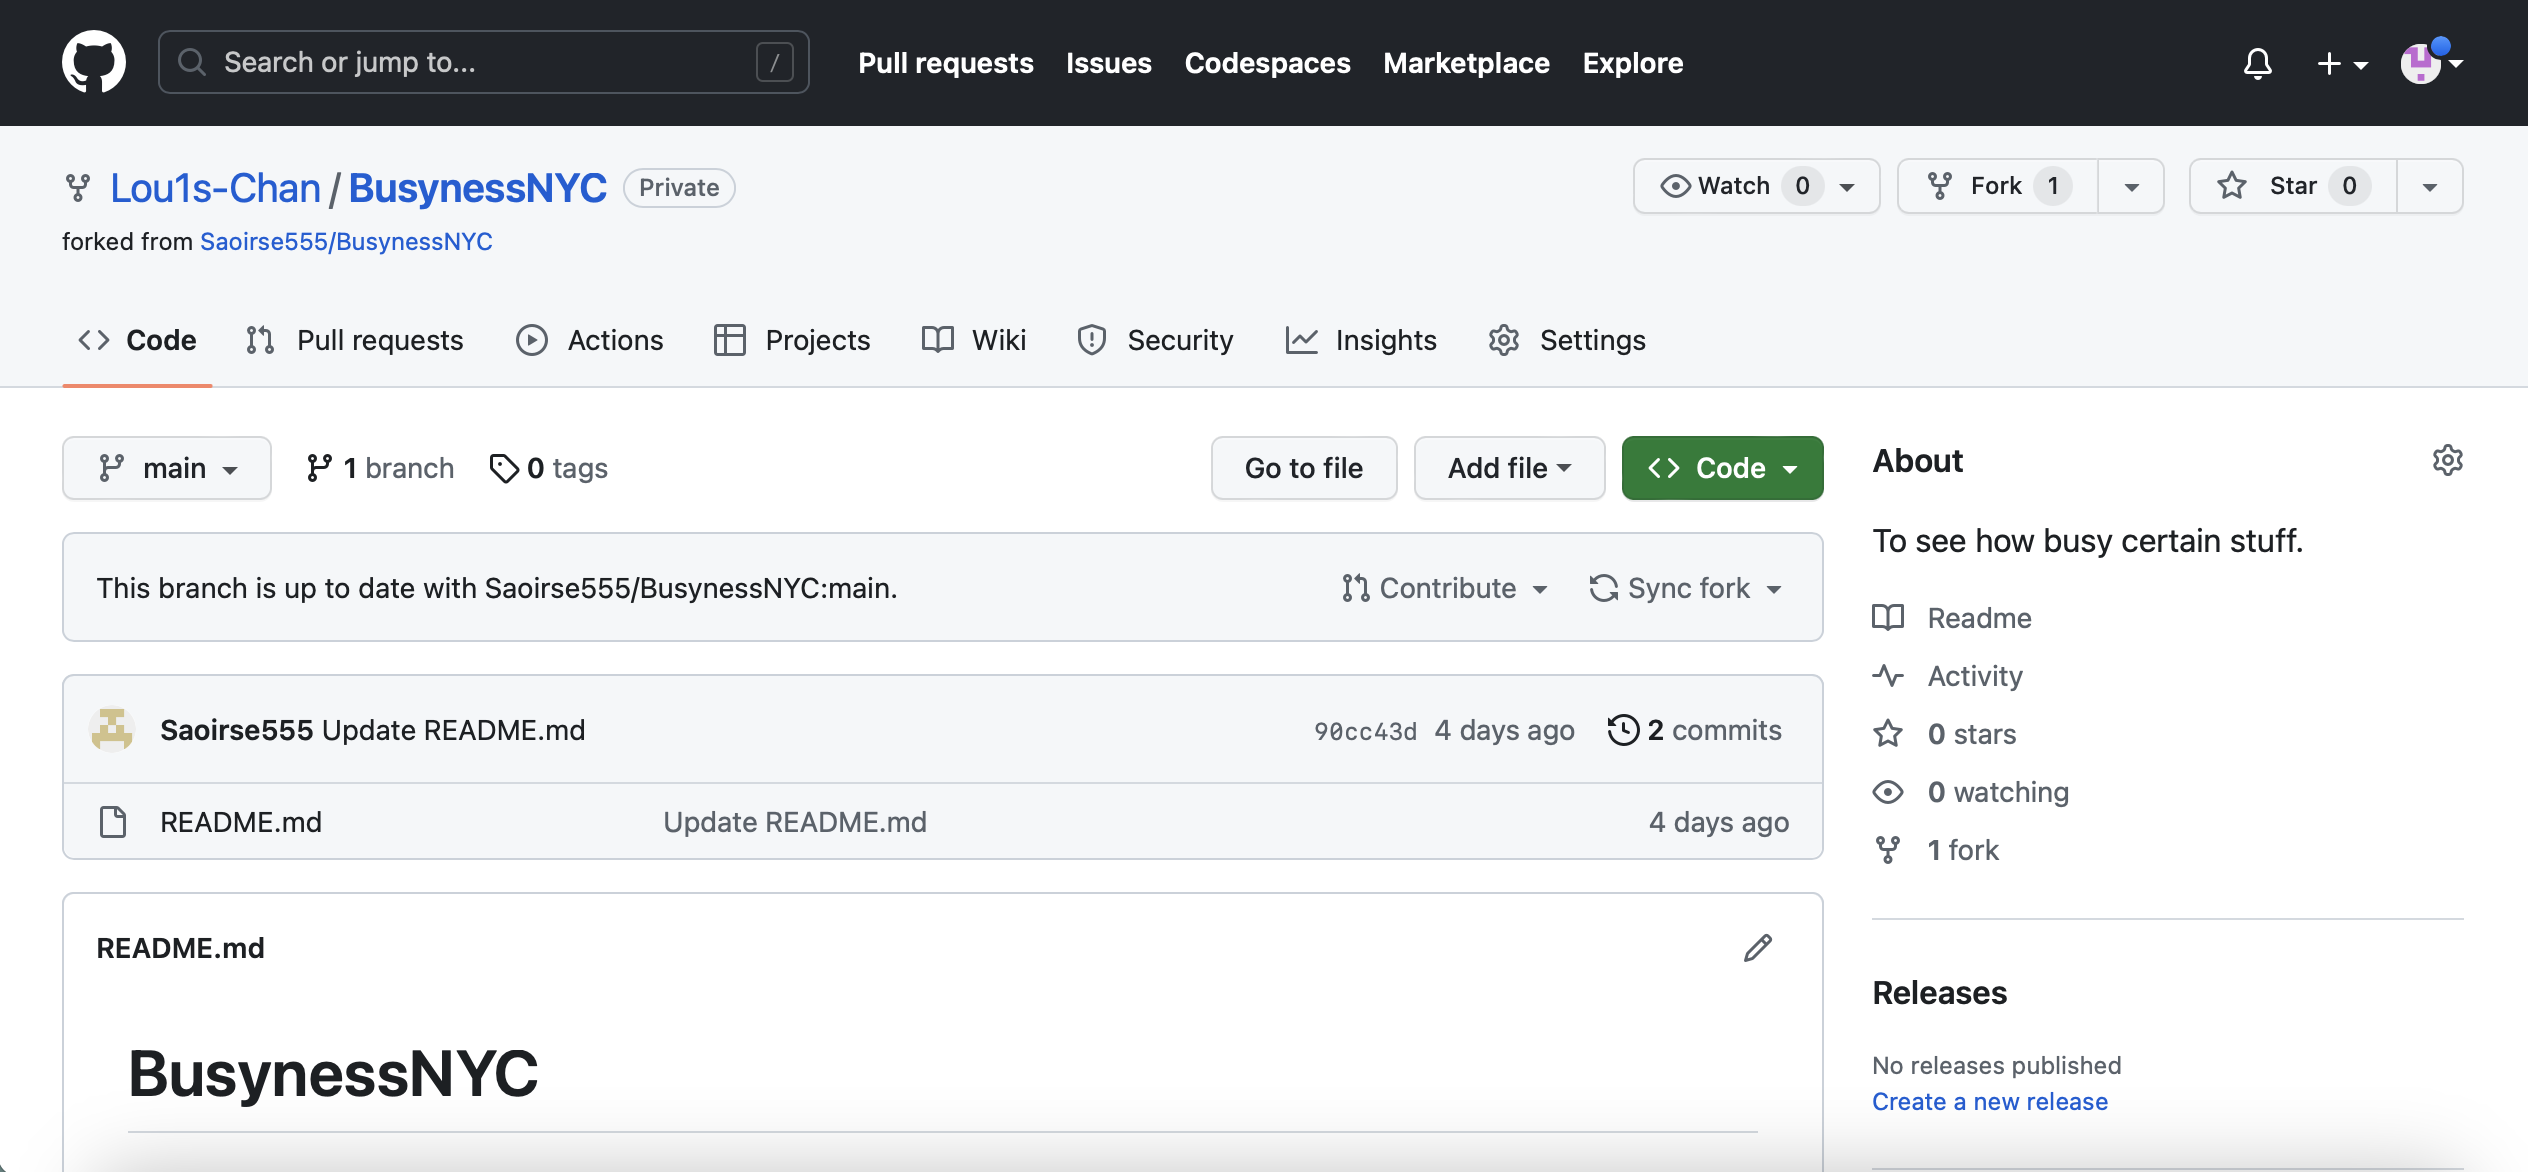 Search or jump to... /
Pull requests Issues Codespaces Marketplace Explore
Lou1s-Chan / BusynessNYC Private
Watch 0 Fork 1 Star 0
forked from Saoirse555/BusynessNYC
Code Pull requests Actions Projects Wiki Security Insights Settings
main 1 branch 0 tags Go to file Add file Code
This branch is up to date with Saoirse555/BusynessNYC:main. Contribute Sync fork
Saoirse555 Update README.md 90cc43d 4 days ago 2 commits
README.md Update README.md 4 days ago
README.md
BusynessNYC
About
To see how busy certain stuff.
Readme
Activity
0 stars
0 watching
1 fork
Releases
No releases published
Create a new release